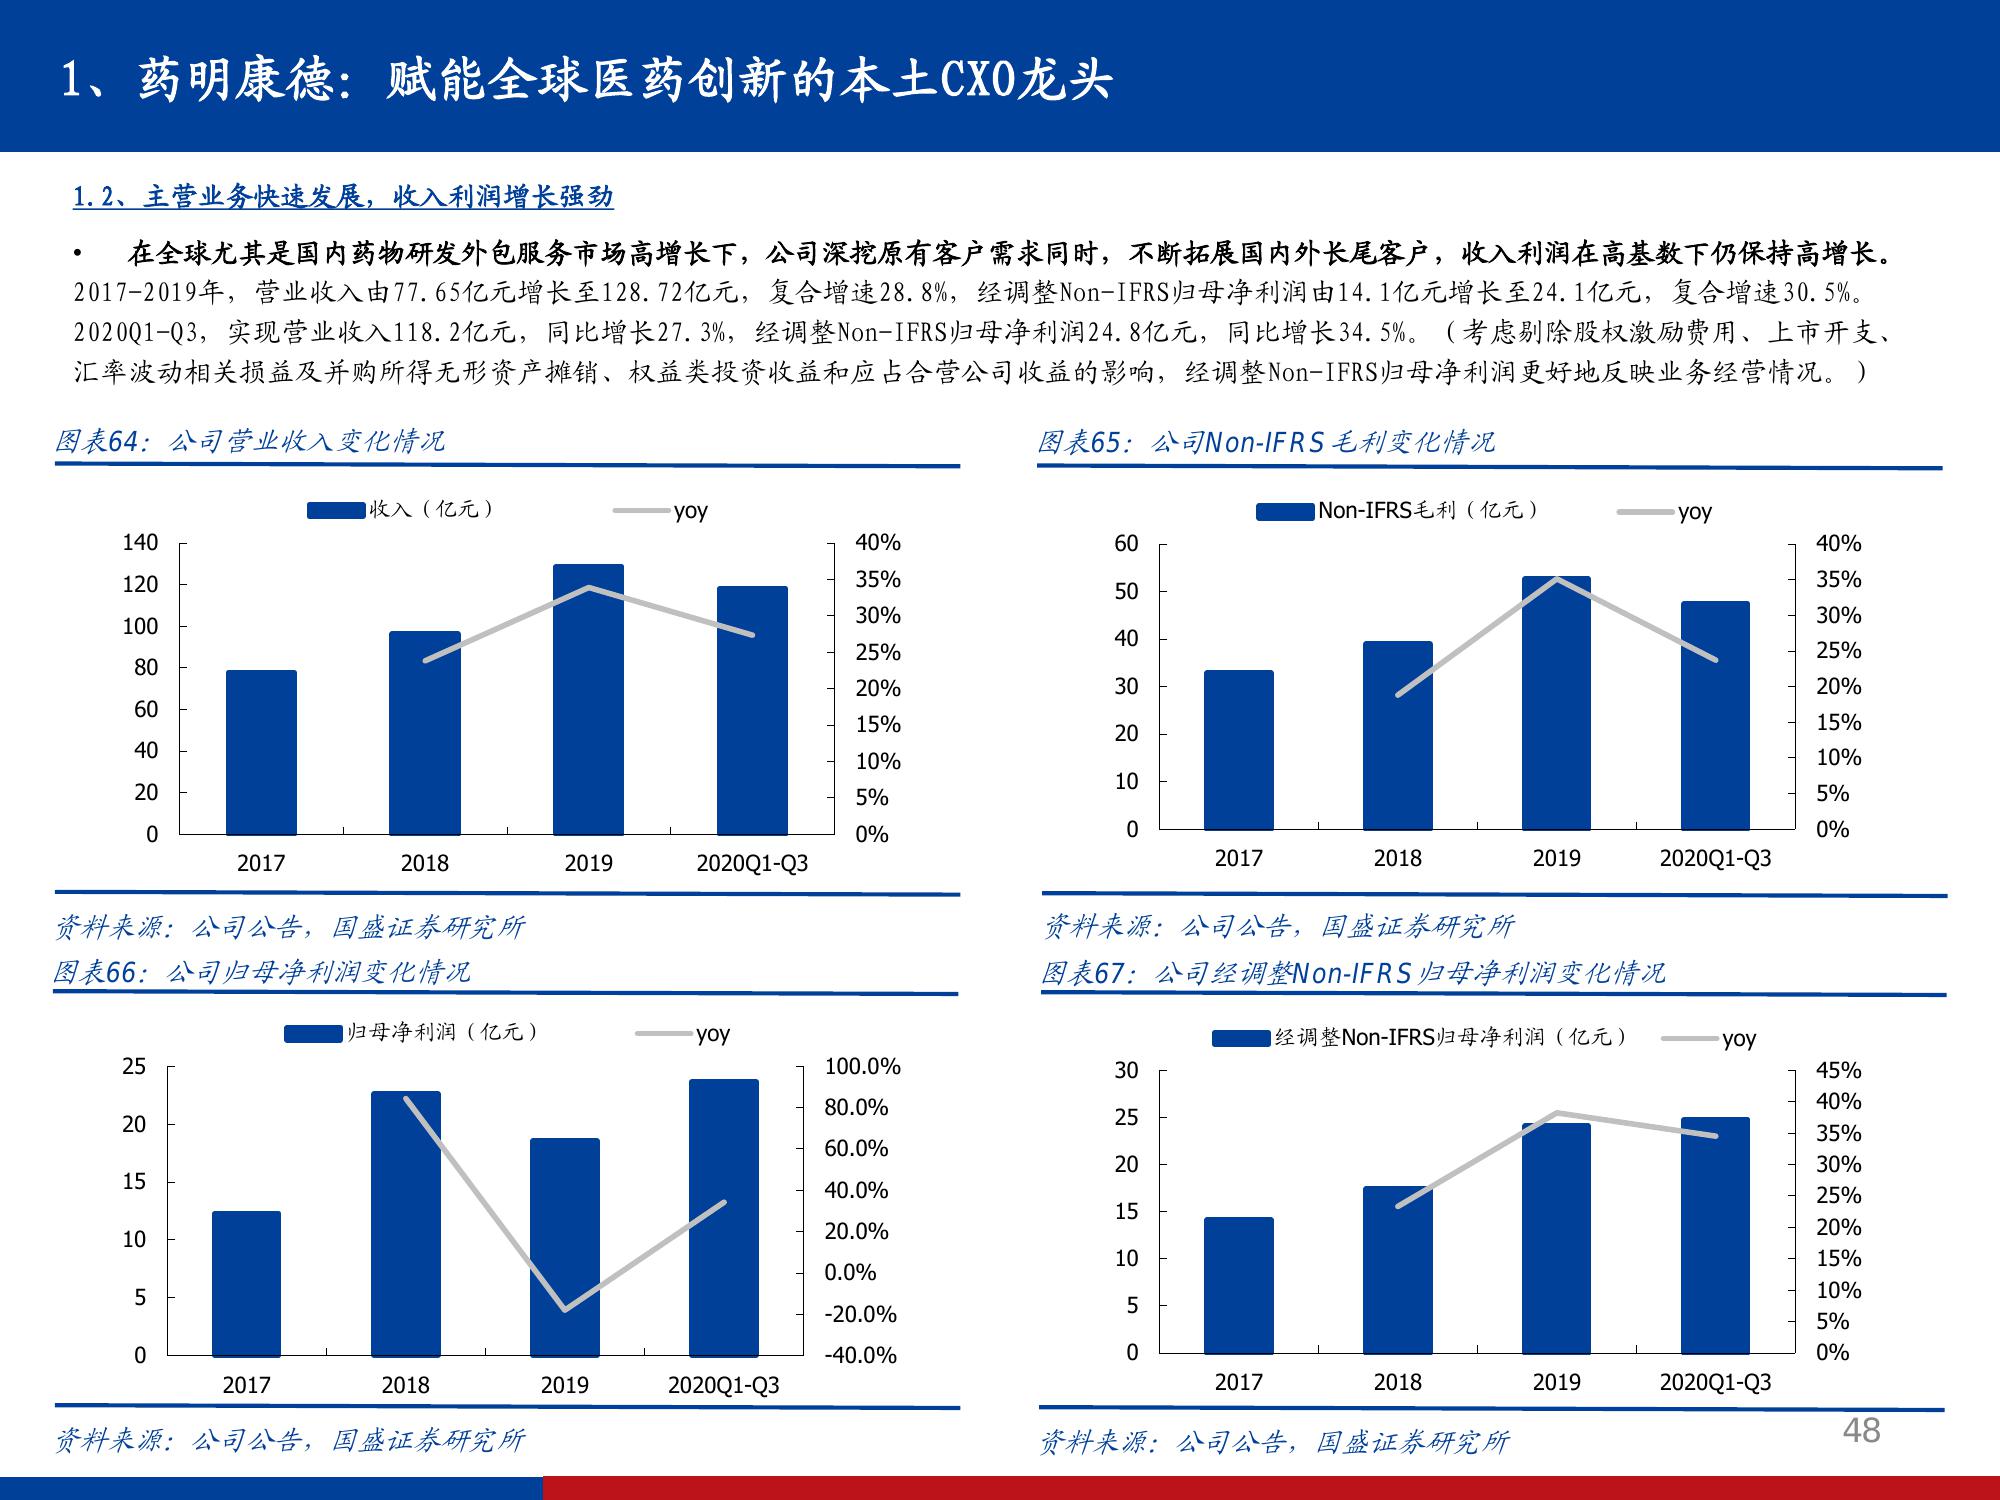 1、药明康德：赋能全球医药创新的本土CXO龙头
1.2、主营业务快速发展，收入利润增长强劲
• 在全球尤其是国内药物研发外包服务市场高增长下，公司深挖原有客户需求同时，不断拓展国内外长尾客户，收入利润在高基数下仍保持高增长。
2017-2019年，营业收入由77.65亿元增长至128.72亿元，复合增速28.8%，经调整Non-IFRS归母净利润由14.1亿元增长至24.1亿元，复合增速30.5%。
2020Q1-Q3，实现营业收入118.2亿元，同比增长27.3%，经调整Non-IFRS归母净利润24.8亿元，同比增长34.5%。（考虑剔除股权激励费用、上市开支、
汇率波动相关损益及并购所得无形资产摊销、权益类投资收益和应占合营公司收益的影响，经调整Non-IFRS归母净利润更好地反映业务经营情况。）
图表64：公司营业收入变化情况
收入（亿元） yoy
140 40%
35%
120
30%
100
25%
80
20%
60
15%
40
10%
20
5%
0 0%
2017 2018 2019 2020Q1-Q3
资料来源：公司公告，国盛证券研究所
图表65：公司Non-IFRS毛利变化情况
Non-IFRS毛利（亿元） yoy
60 40%
35%
50
30%
40
25%
30 20%
15%
20
10%
10
5%
0 0%
2017 2018 2019 2020Q1-Q3
资料来源：公司公告，国盛证券研究所
图表66：公司归母净利润变化情况
归母净利润（亿元） yoy
25 100.0%
80.0%
20
60.0%
15
40.0%
10 20.0%
0.0%
5
-20.0%
0 -40.0%
2017 2018 2019 2020Q1-Q3
资料来源：公司公告，国盛证券研究所
图表67：公司经调整Non-IFRS归母净利润变化情况
经调整Non-IFRS归母净利润（亿元） yoy
30 45%
40%
25
35%
20 30%
25%
15
20%
10 15%
10%
5
5%
0 0%
2017 2018 2019 2020Q1-Q3
资料来源：公司公告，国盛证券研究所
48